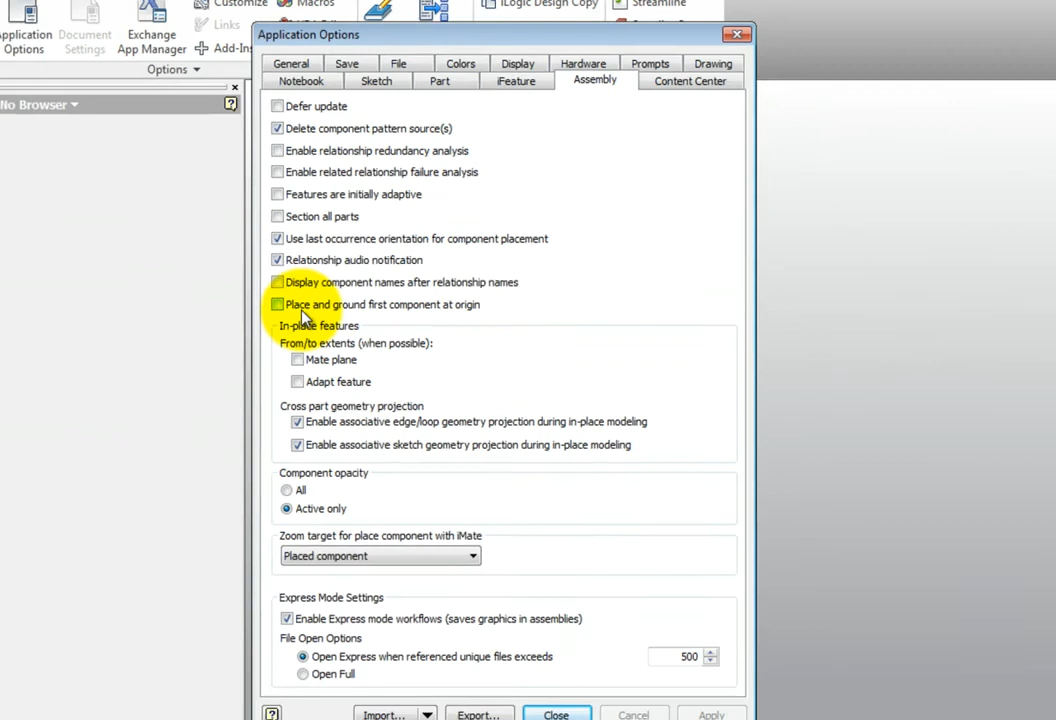 Customize
Macros
iLogic Design Copy
Streamline
Application Options
Document Settings
Exchange App Manager
Links
Add-Ins
Options
No Browser
Application Options
General Save File Colors Display Hardware Prompts Drawing
Notebook Sketch Part iFeature Assembly Content Center
Defer update
Delete component pattern source(s)
Enable relationship redundancy analysis
Enable related relationship failure analysis
Features are initially adaptive
Section all parts
Use last occurrence orientation for component placement
Relationship audio notification
Display component names after relationship names
Place and ground first component at origin
In-place features
From/to extents (when possible):
Mate plane
Adapt feature
Cross part geometry projection
Enable associative edge/loop geometry projection during in-place modeling
Enable associative sketch geometry projection during in-place modeling
Component opacity
All
Active only
Zoom target for place component with iMate
Placed component
Express Mode Settings
Enable Express mode workflows (saves graphics in assemblies)
File Open Options
Open Express when referenced unique files exceeds 500
Open Full
Import... Export... Close Cancel Apply